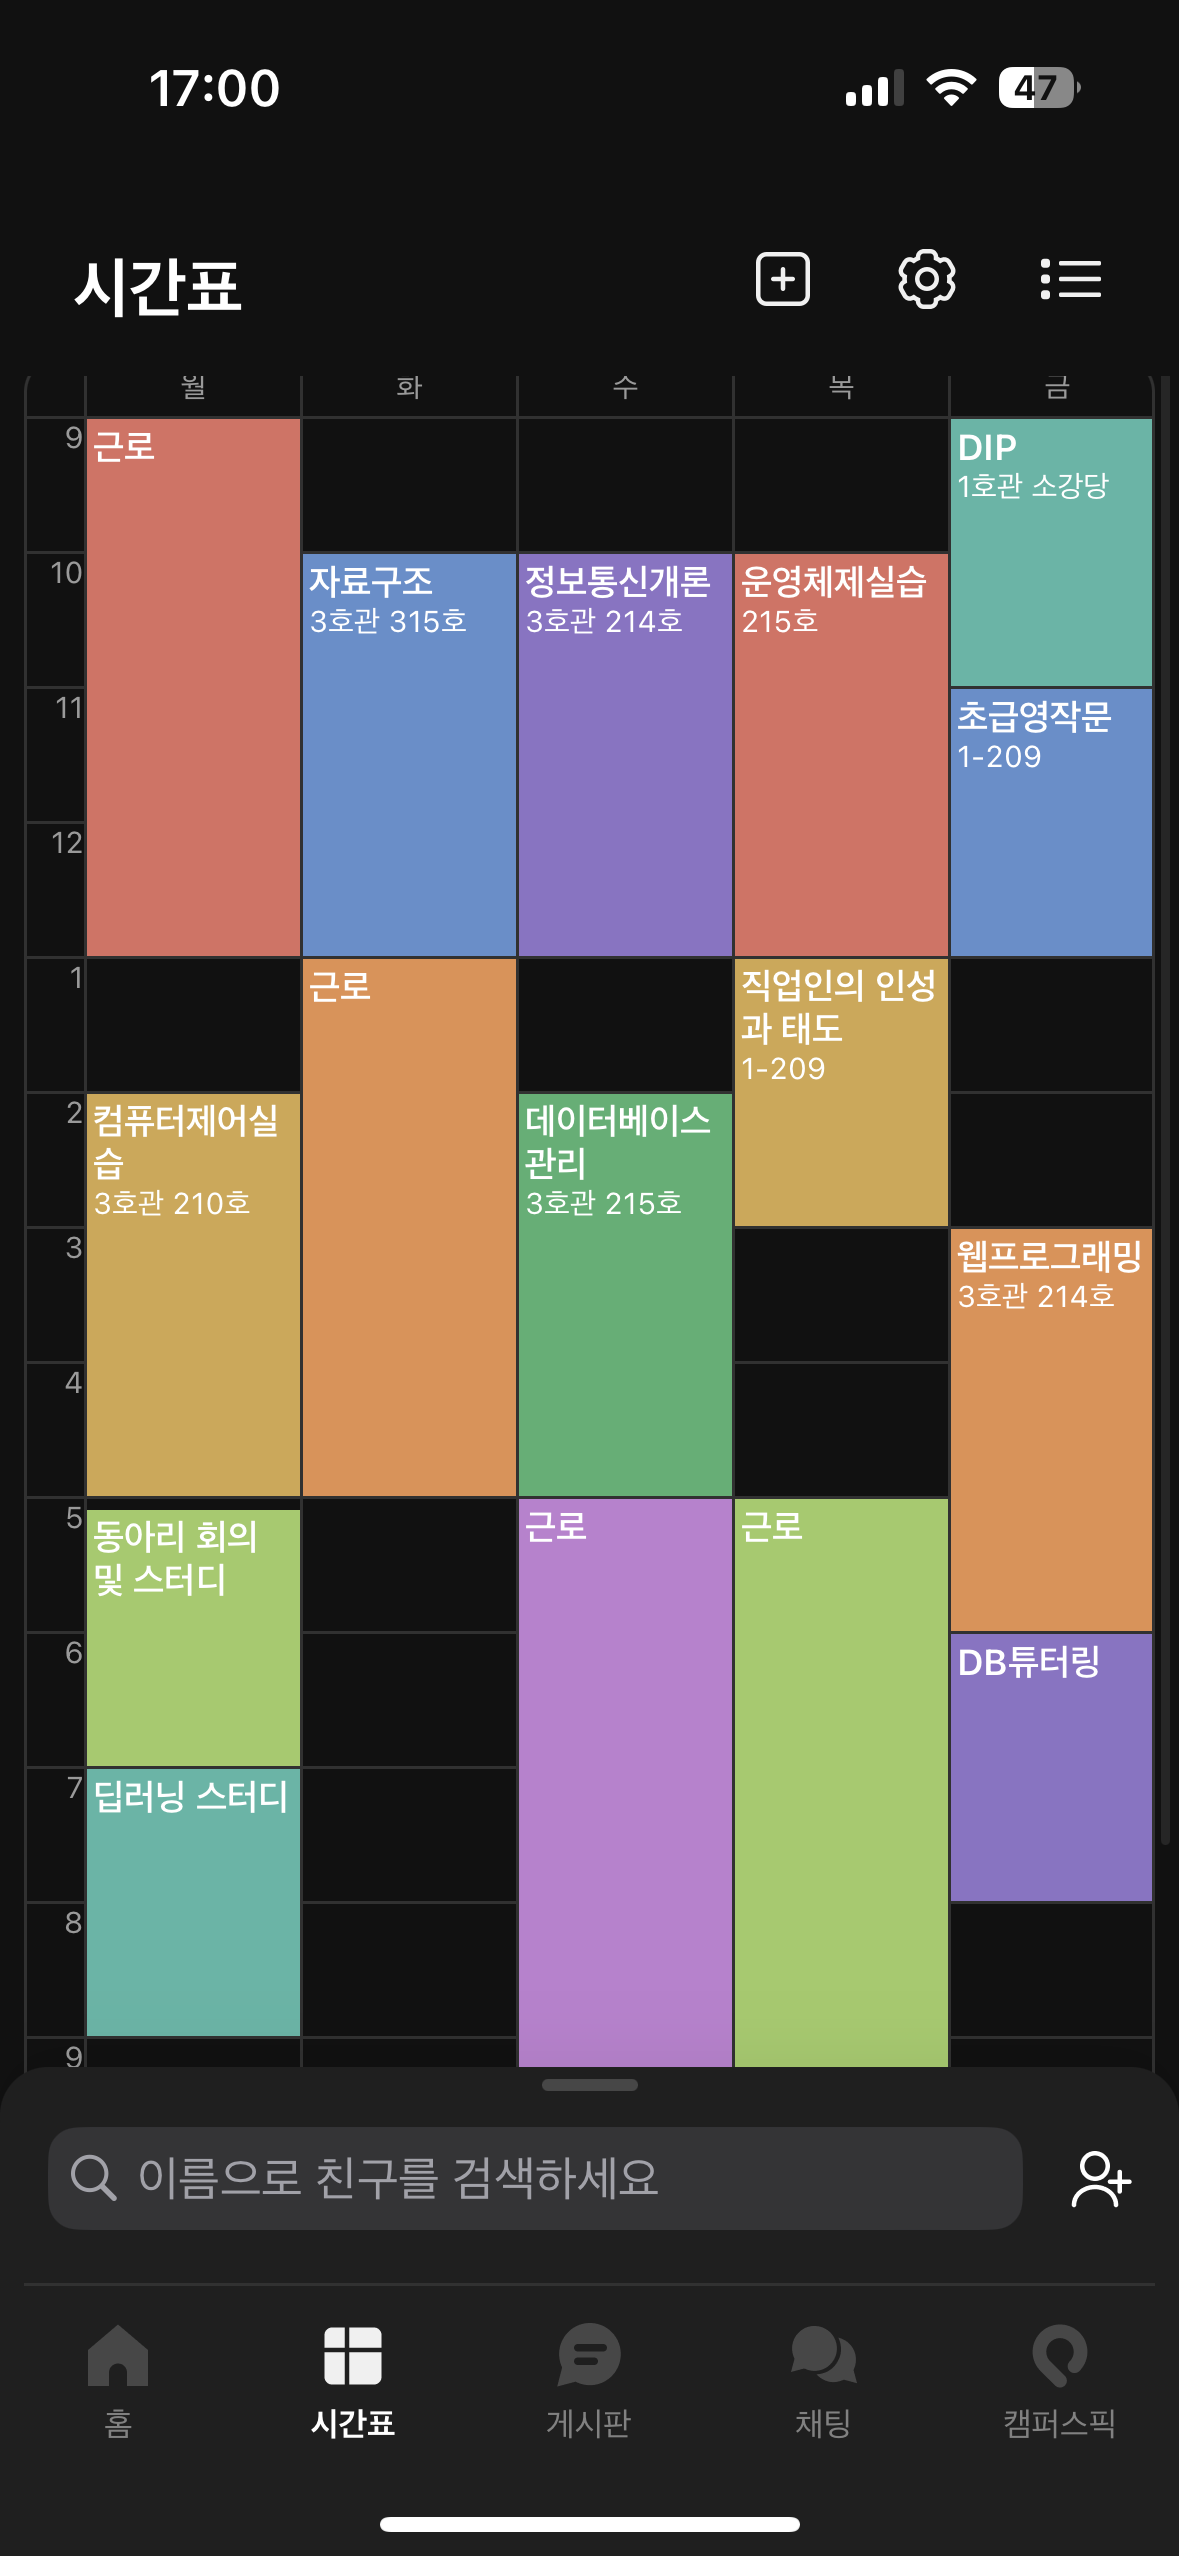 17:00
47
시간표
월 화 수 목 금
9
근로
DIP
1호관 소강당
10
자료구조
3호관 315호
정보통신개론
3호관 214호
운영체제실습
215호
11
초급영작문
1-209
12
1
근로
직업인의 인성
과 태도
1-209
2
컴퓨터제어실
습
3호관 210호
데이터베이스
관리
3호관 215호
3
웹프로그래밍
3호관 214호
4
5
동아리 회의
및 스터디
근로
근로
6
DB튜터링
7
딥러닝 스터디
8
9
이름으로 친구를 검색하세요
홈
시간표
게시판
채팅
캠퍼스픽